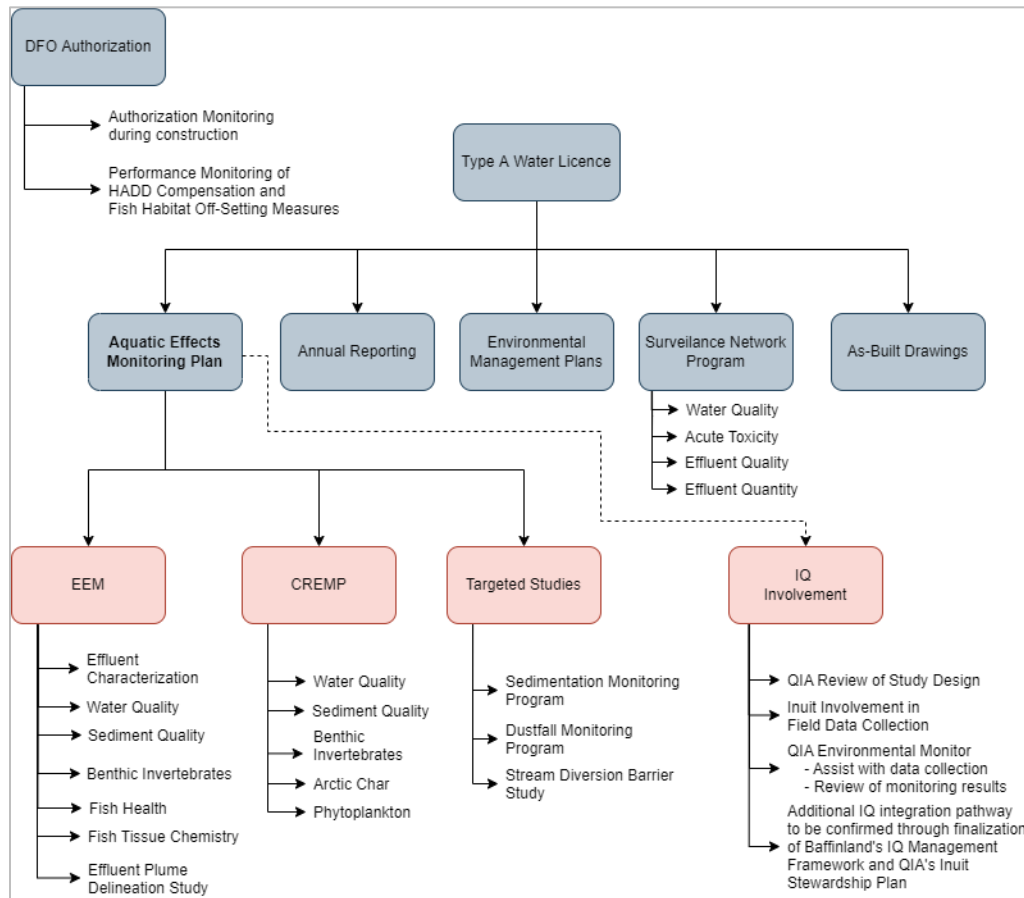 DFO Authorization
Authorization Monitoring
during construction
Performance Monitoring of
HADD Compensation and
Fish Habitat Off-Setting Measures
Type A Water Licence
Aquatic Effects
Monitoring Plan
Annual Reporting
Environmental
Management Plans
Surveilance Network
Program
As-Built Drawings
Water Quality
Acute Toxicity
Effluent Quality
Effluent Quantity
EEM
Effluent
Characterization
Water Quality
Sediment Quality
Benthic Invertebrates
Fish Health
Fish Tissue Chemistry
Effluent Plume
Delineation Study
CREMP
Water Quality
Sediment Quality
Benthic
Invertebrates
Arctic Char
Phytoplankton
Targeted Studies
Sedimentation Monitoring
Program
Dustfall Monitoring
Program
Stream Diversion Barrier
Study
IQ
Involvement
QIA Review of Study Design
Inuit Involvement in
Field Data Collection
QIA Environmental Monitor
- Assist with data collection
- Review of monitoring results
Additional IQ integration pathway
to be confirmed through finalization
of Baffinland's IQ Management
Framework and QIA's Inuit
Stewardship Plan